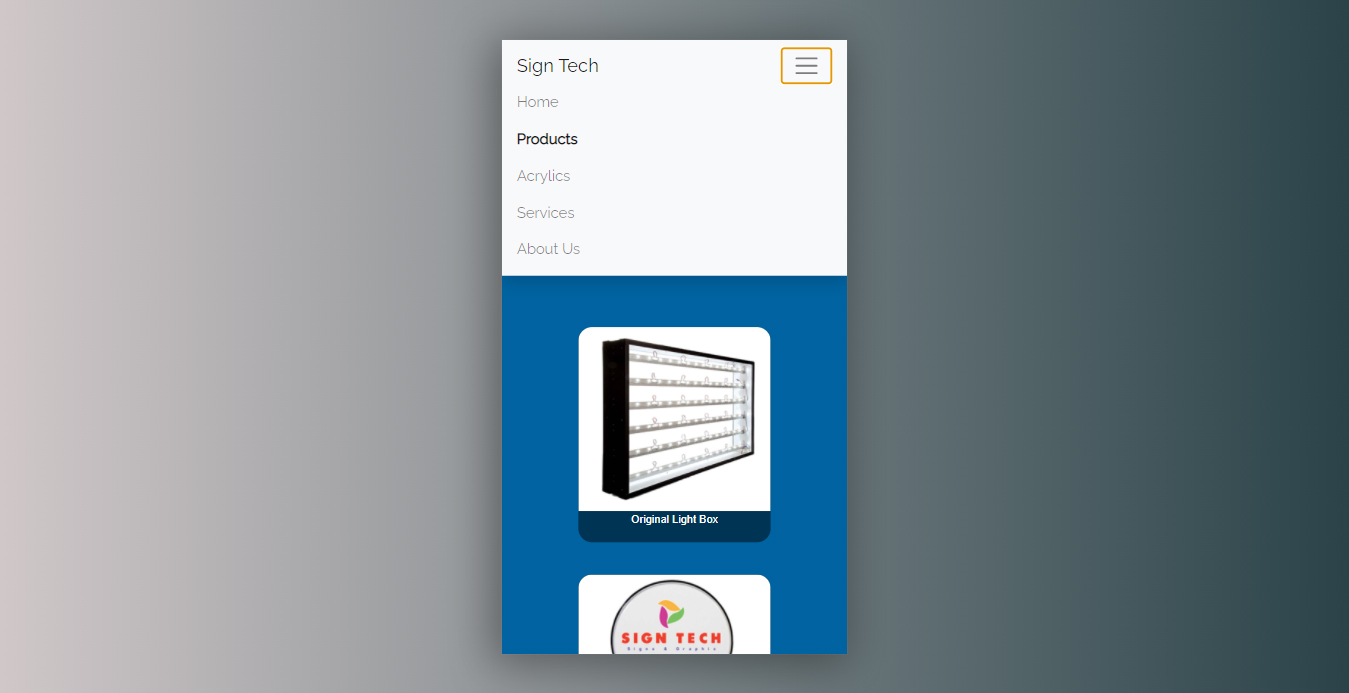 Sign Tech
Home
Products
Acrylics
Services
About Us
Original Light Box
SIGN TECH
Signs & Graphic